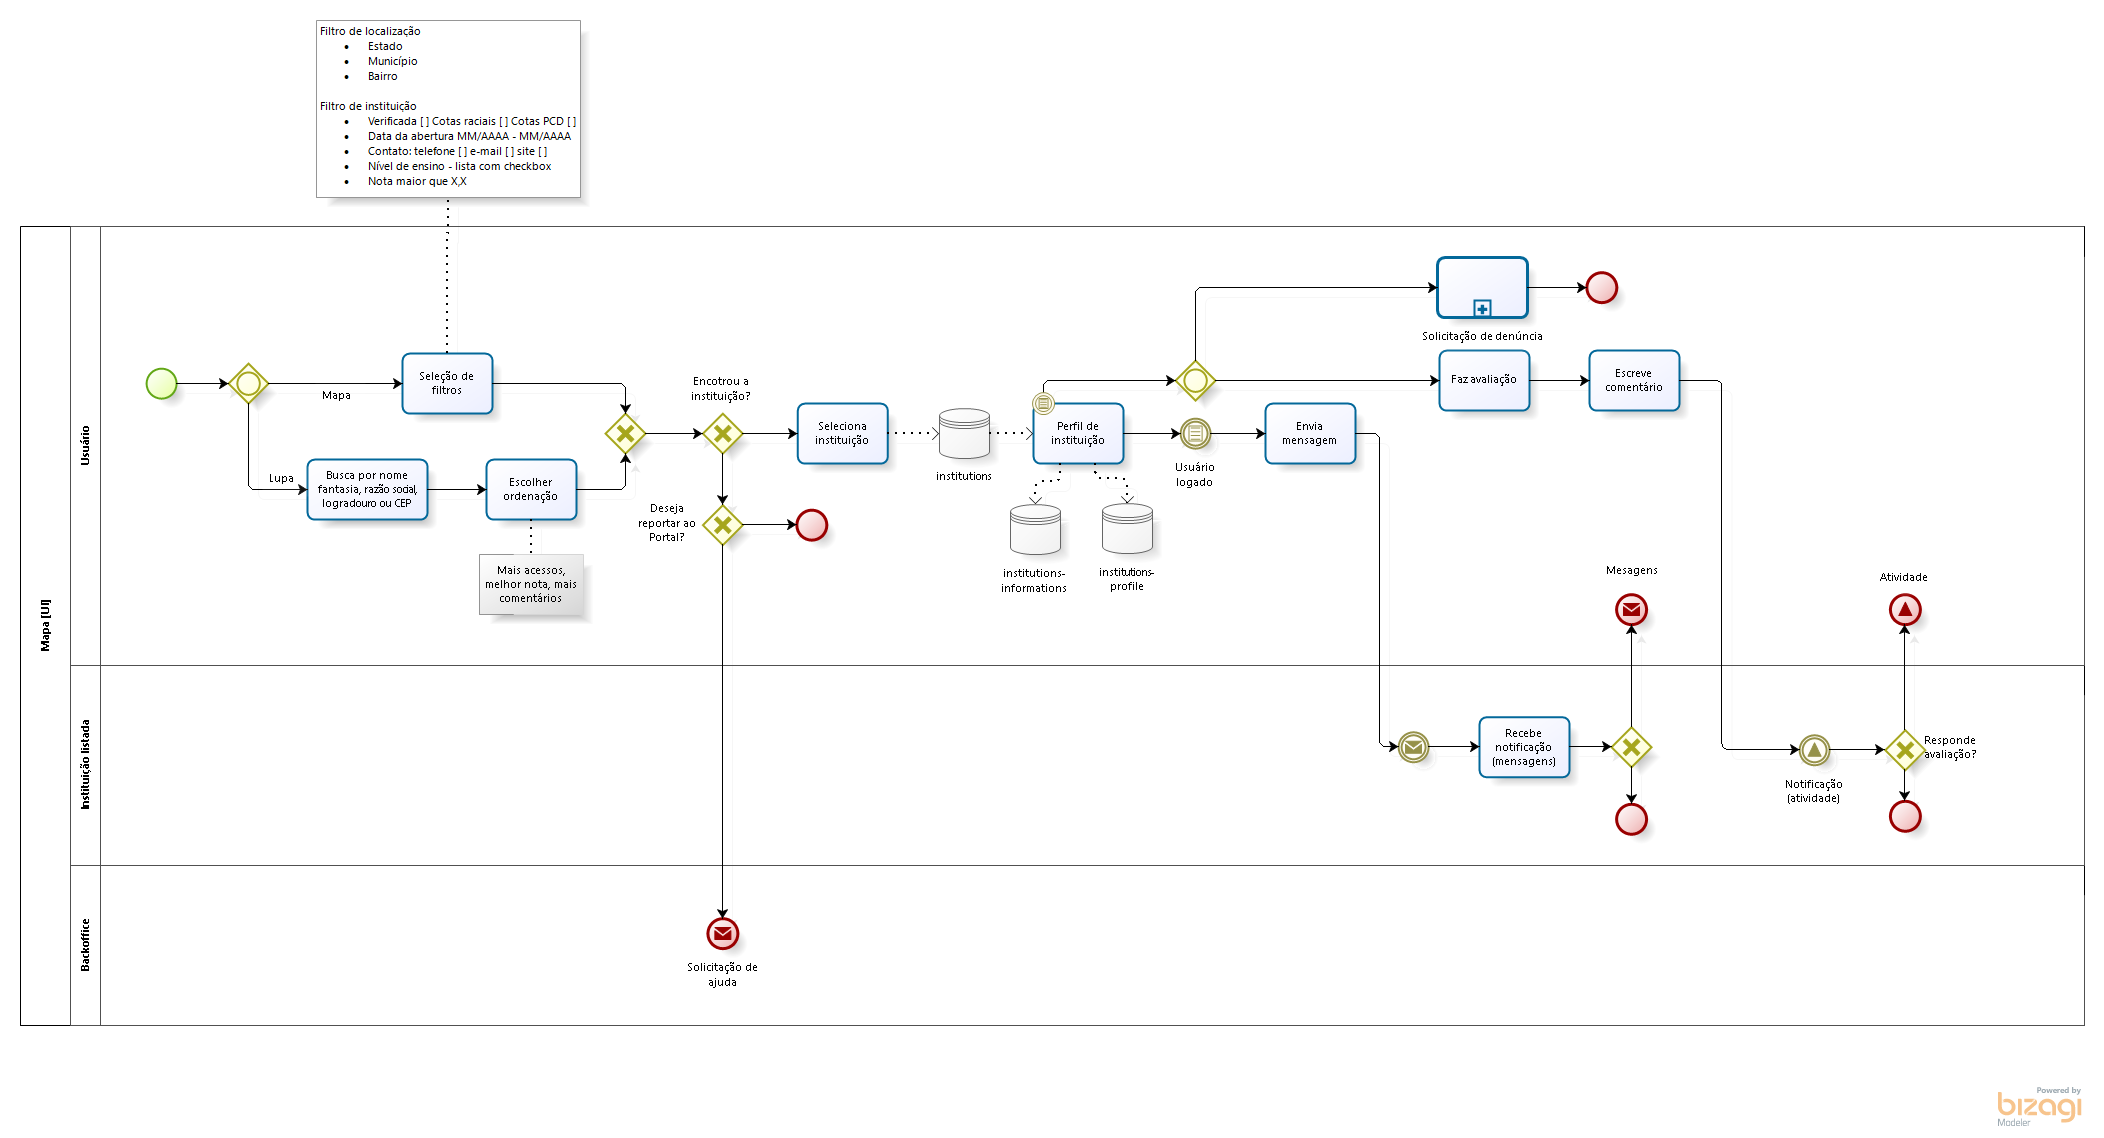 Filtro de localização
• Estado
• Município
• Bairro
Filtro de instituição
• Verificada [ ] Cotas raciais [ ] Cotas PCD [ ]
• Data da abertura MM/AAAA - MM/AAAA
• Contato: telefone [ ] e-mail [ ] site [ ]
• Nível de ensino - lista com checkbox
• Nota maior que X,X
Mapa [UI]
Usuário
Mapa
Seleção de
filtros
Lupa
Busca por nome
fantasia, razão social,
logradouro ou CEP
Escolher
ordenação
Mais acessos,
melhor nota, mais
comentários
Encotrou a
instituição?
Deseja
reportar ao
Portal?
Seleciona
instituição
institutions
Perfil de
instituição
institutions-
informations
institutions-
profile
Usuário
logado
Envia
mensagem
Solicitação de denúncia
Faz avaliação
Escreve
comentário
Mesagens
Atividade
Instituição listada
Recebe
notificação
(mensagens)
Notificação
(atividade)
Responde
avaliação?
Backoffice
Solicitação de
ajuda
Powered by
bizagi
Modeler